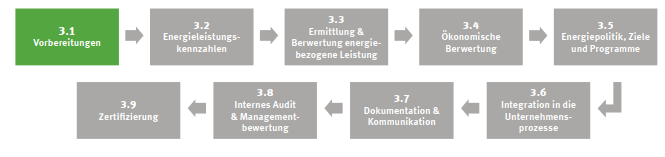 3.1
Vorbereitungen
3.2
Energieleistungs-
kennzahlen
3.3
Ermittlung &
Berwertung energie-
bezogene Leistung
3.4
Ökonomische
Berwertung
3.5
Energiepolitik, Ziele
und Programme
3.6
Integration in die
Unternehmens-
prozesse
3.7
Dokumentation &
Kommunikation
3.8
Internes Audit
& Management-
bewertung
3.9
Zertifizierung